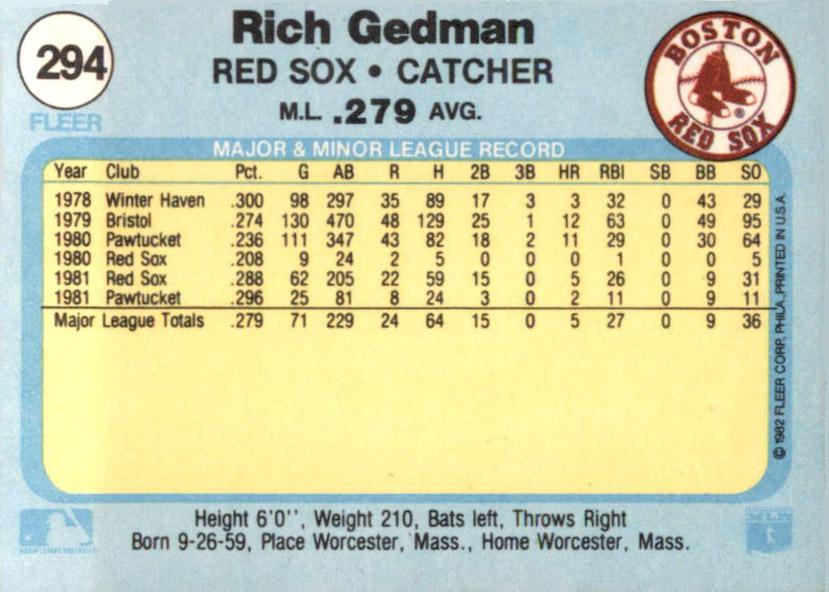 294
Rich Gedman
RED SOX • CATCHER
M.L. .279 AVG.
FLEER
BOSTON
RED SOX
®
MAJOR & MINOR LEAGUE RECORD
Year Club Pct. G AB R H 2B 3B HR RBI SB BB SO
1978 Winter Haven .300 98 297 35 89 17 3 3 32 0 43 29
1979 Bristol .274 130 470 48 129 25 1 12 63 0 49 95
1980 Pawtucket .236 111 347 43 82 18 2 11 29 0 30 64
1980 Red Sox .208 9 24 2 5 0 0 0 1 0 0 5
1981 Red Sox .288 62 205 22 59 15 0 5 26 0 9 31
1981 Pawtucket .296 25 81 8 24 3 0 2 11 0 9 11
Major League Totals .279 71 229 24 64 15 0 5 27 0 9 36
© 1982 FLEER CORP., PHILA., PRINTED IN U.S.A.
Height 6'0'', Weight 210, Bats left, Throws Right
Born 9-26-59, Place Worcester, Mass., Home Worcester, Mass.